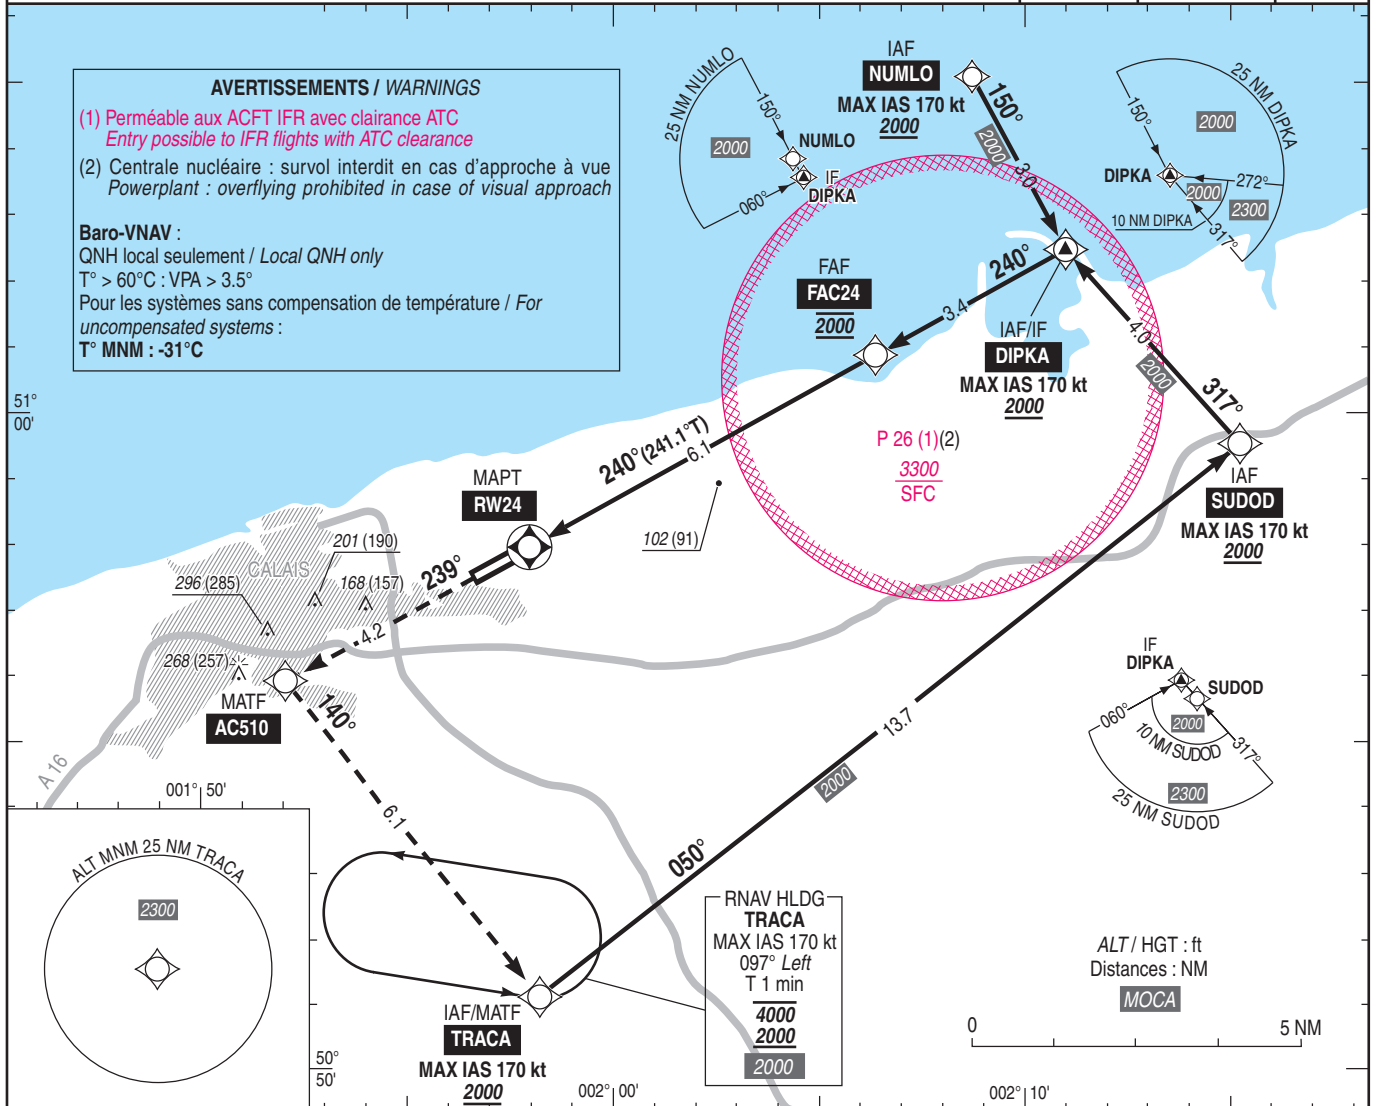 AVERTISSEMENTS / WARNINGS
(1) Perméable aux ACFT IFR avec clairance ATC
Entry possible to IFR flights with ATC clearance
(2) Centrale nucléaire : survol interdit en cas d'approche à vue
Powerplant : overflying prohibited in case of visual approach
Baro-VNAV :
QNH local seulement / Local QNH only
T° > 60°C : VPA > 3.5°
Pour les systèmes sans compensation de température / For
uncompensated systems :
T° MNM : -31°C
25 NM NUMLO
150°
2000
NUMLO
IF
DIPKA
060°
IAF
NUMLO
MAX IAS 170 kt
2000
150°
2000
3.0
25 NM DIPKA
150°
2000
DIPKA
272°
2000
2300
10 NM DIPKA
317°
FAF
FAC24
2000
240°
3.4
IAF/IF
DIPKA
MAX IAS 170 kt
2000
4.0
2000
317°
51°
00'
P 26 (1)(2)
3300
SFC
240°(241.1°T)
6.1
IAF
SUDOD
MAX IAS 170 kt
2000
MAPT
RW24
102 (91)
201 (190)
CALAIS
296 (285)
168 (157)
239°
4.2
268 (257)
MATF
AC510
140°
A 16
6.1
13.7
2000
050°
IF
DIPKA
SUDOD
060°
2000
10 NM SUDOD
317°
2300
25 NM SUDOD
001° 50'
ALT MNM 25 NM TRACA
2300
RNAV HLDG
TRACA
MAX IAS 170 kt
097° Left
T 1 min
4000
2000
2000
IAF/MATF
TRACA
MAX IAS 170 kt
2000
ALT / HGT : ft
Distances : NM
MOCA
0
5 NM
50°
50'
002° 00'
002° 10'